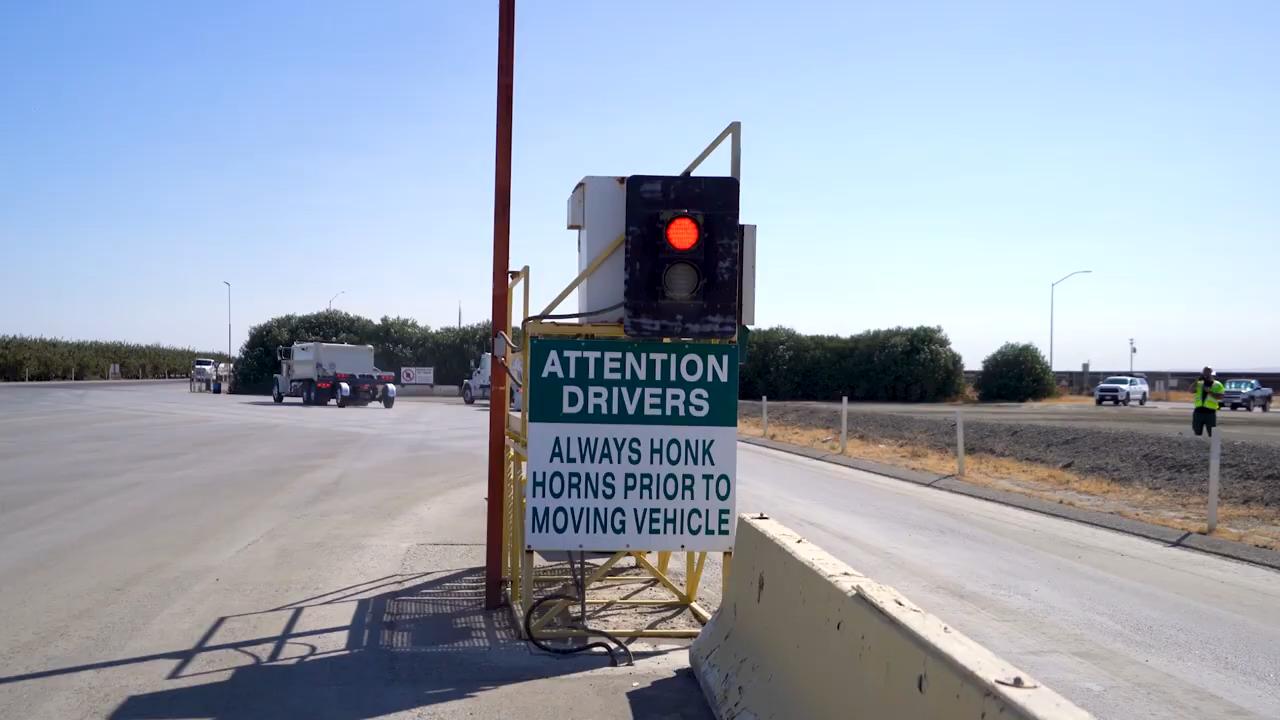 ATTENTION
DRIVERS
ALWAYS HONK
HORNS PRIOR TO
MOVING VEHICLE